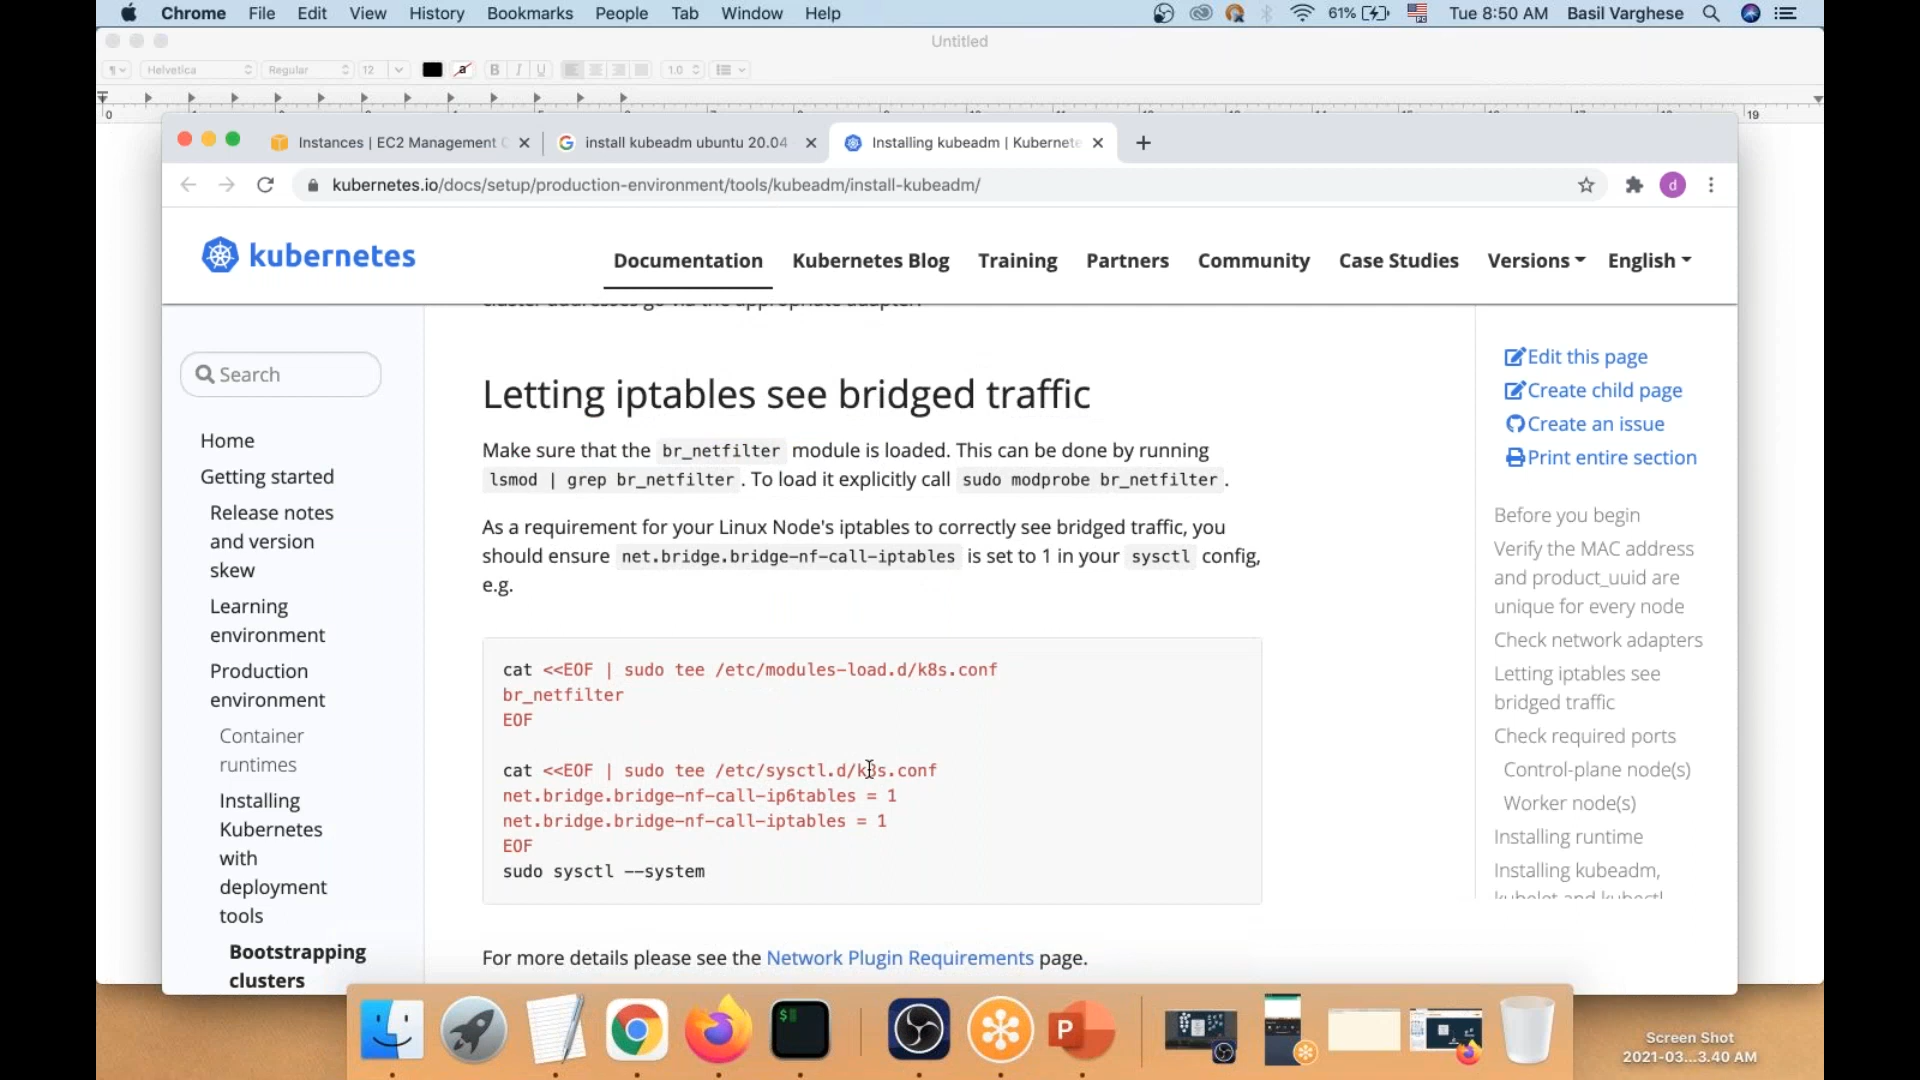 Chrome File Edit View History Bookmarks People Tab Window Help 61% Tue 8:50 AM Basil Varghese
Untitled
Helvetica Regular 12 a B I U 1.0
0 19
Instances | EC2 Management install kubeadm ubuntu 20.04 Installing kubeadm | Kubernete
kubernetes.io/docs/setup/production-environment/tools/kubeadm/install-kubeadm/ d
kubernetes Documentation Kubernetes Blog Training Partners Community Case Studies Versions English
Search
Home
Getting started
Release notes
and version
skew
Learning
environment
Production
environment
Container
runtimes
Installing
Kubernetes
with
deployment
tools
Bootstrapping
clusters
Letting iptables see bridged traffic
Make sure that the br_netfilter module is loaded. This can be done by running
lsmod | grep br_netfilter . To load it explicitly call sudo modprobe br_netfilter .
As a requirement for your Linux Node's iptables to correctly see bridged traffic, you
should ensure net.bridge.bridge-nf-call-iptables is set to 1 in your sysctl config,
e.g.
cat <<EOF | sudo tee /etc/modules-load.d/k8s.conf
br_netfilter
EOF
cat <<EOF | sudo tee /etc/sysctl.d/k8s.conf
net.bridge.bridge-nf-call-ip6tables = 1
net.bridge.bridge-nf-call-iptables = 1
EOF
sudo sysctl --system
For more details please see the Network Plugin Requirements page.
Edit this page
Create child page
Create an issue
Print entire section
Before you begin
Verify the MAC address
and product_uuid are
unique for every node
Check network adapters
Letting iptables see
bridged traffic
Check required ports
Control-plane node(s)
Worker node(s)
Installing runtime
Installing kubeadm,
kubelet and kubectl
$
P
Screen Shot
2021-03...3.40 AM